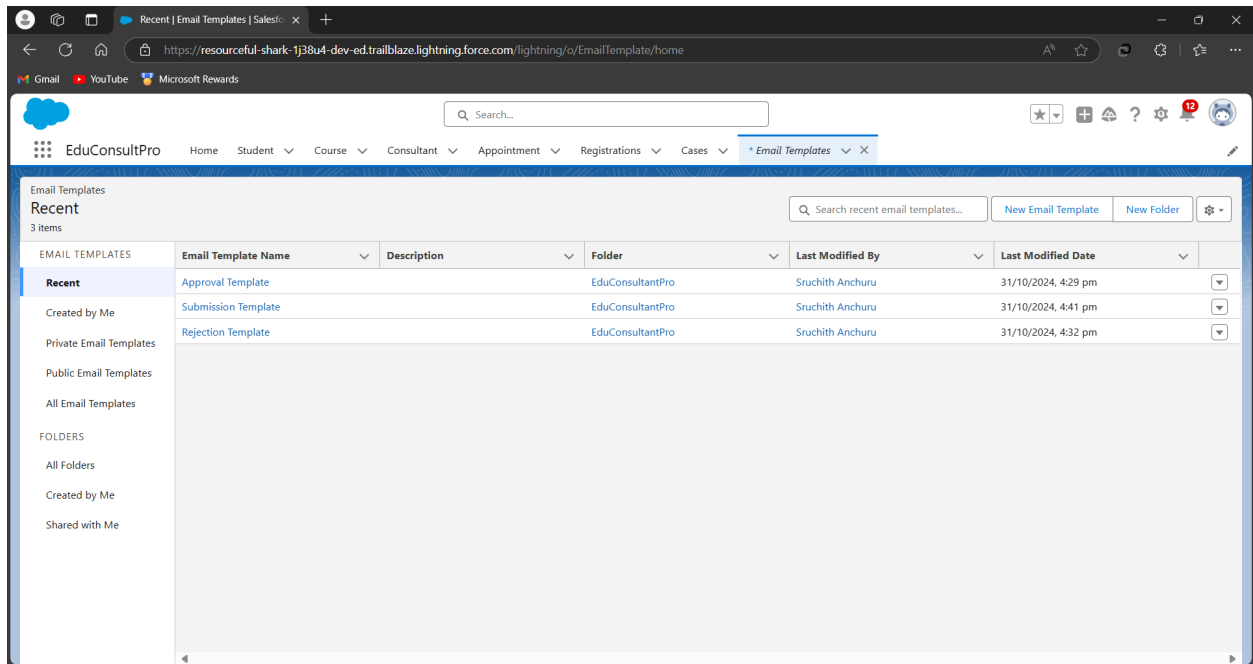 Recent | Email Templates | Salesfo
https://resourceful-shark-1j38u4-dev-ed.trailblaze.lightning.force.com/lightning/o/EmailTemplate/home
Gmail YouTube Microsoft Rewards
Search...
12
EduConsultPro Home Student Course Consultant Appointment Registrations Cases * Email Templates
Email Templates
Recent
3 items
Search recent email templates...
New Email Template New Folder
EMAIL TEMPLATES
Recent
Created by Me
Private Email Templates
Public Email Templates
All Email Templates
FOLDERS
All Folders
Created by Me
Shared with Me
Email Template Name Description Folder Last Modified By Last Modified Date
Approval Template EduConsultantPro Sruchith Anchuru 31/10/2024, 4:29 pm
Submission Template EduConsultantPro Sruchith Anchuru 31/10/2024, 4:41 pm
Rejection Template EduConsultantPro Sruchith Anchuru 31/10/2024, 4:32 pm